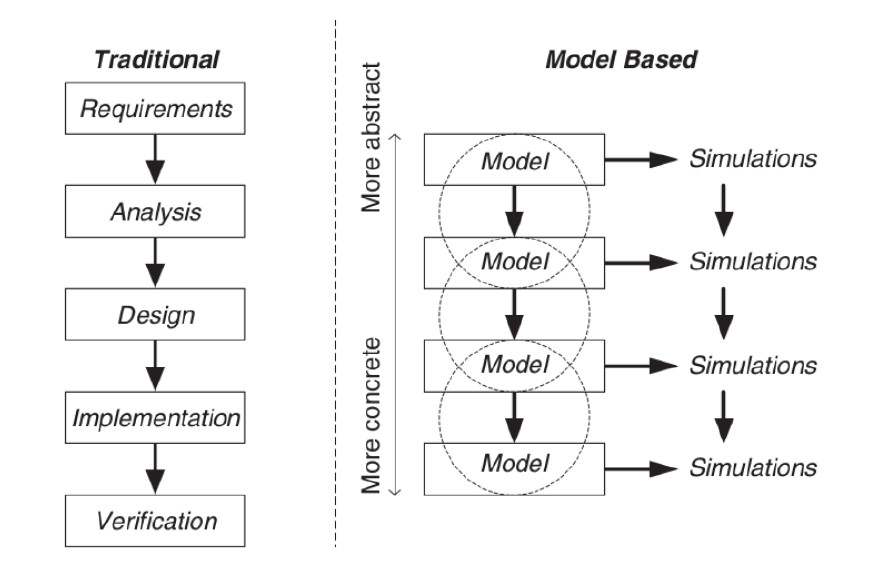 Traditional
Requirements
Analysis
Design
Implementation
Verification
Model Based
More abstract
More concrete
Model
Simulations
Model
Simulations
Model
Simulations
Model
Simulations